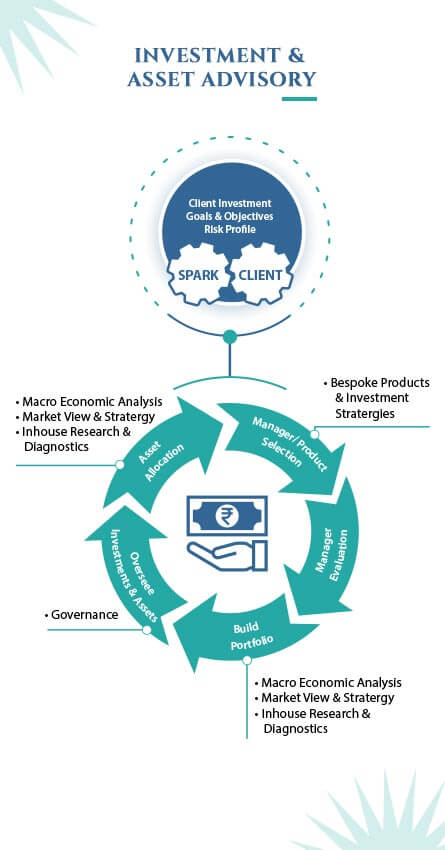 INVESTMENT &
ASSET ADVISORY
Client Investment
Goals & Objectives
Risk Profile
SPARK
CLIENT
• Macro Economic Analysis
• Market View & Stratergy
• Inhouse Research &
Diagnostics
• Bespoke Products
& Investment
Stratergies
Asset
Allocation
Manager/Product
Selection
Manager
Evaluation
Build
Portfolio
Overseee
Investments & Assets
₹
• Governance
• Macro Economic Analysis
• Market View & Stratergy
• Inhouse Research &
Diagnostics